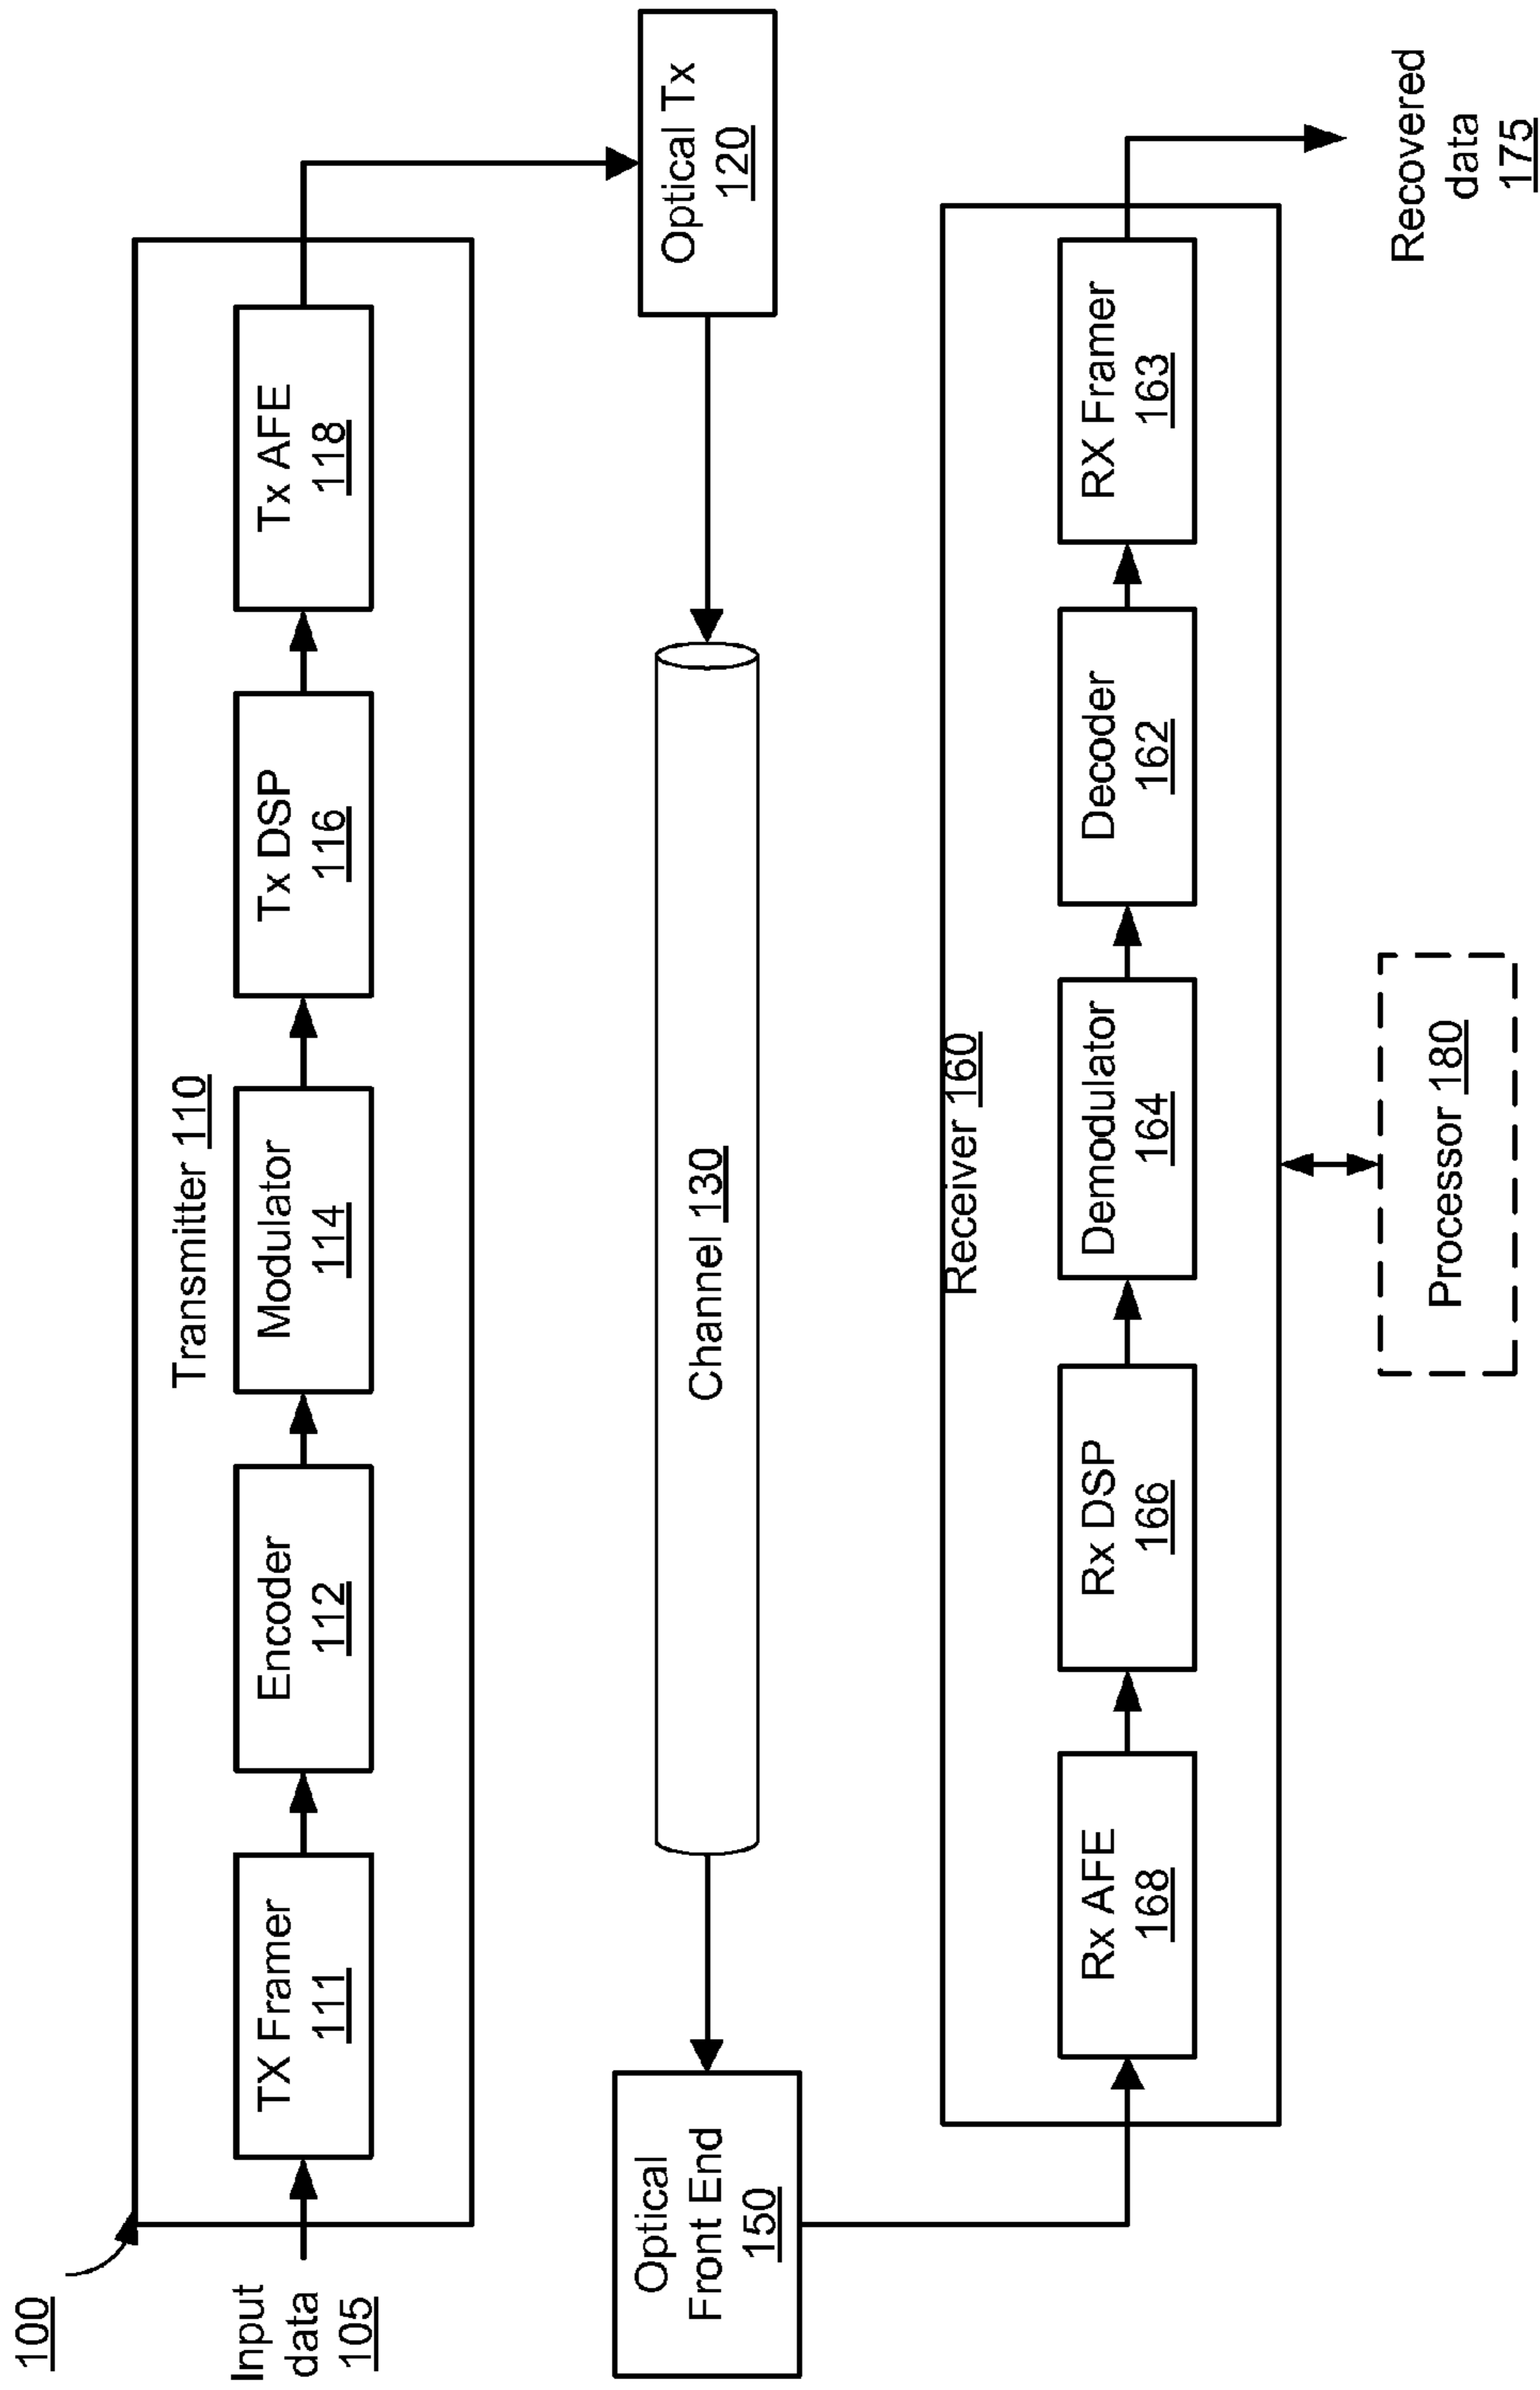 100
Input
data
105
Transmitter 110
TX Framer
111
Encoder
112
Modulator
114
Tx DSP
116
Tx AFE
118
Optical Tx
120
Channel 130
Optical
Front End
150
Receiver 160
Rx AFE
168
Rx DSP
166
Demodulator
164
Decoder
162
RX Framer
163
Recovered
data
175
Processor 180